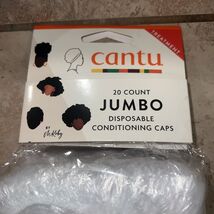 TREATMENT
cantu
20 COUNT
JUMBO
DISPOSABLE
CONDITIONING CAPS